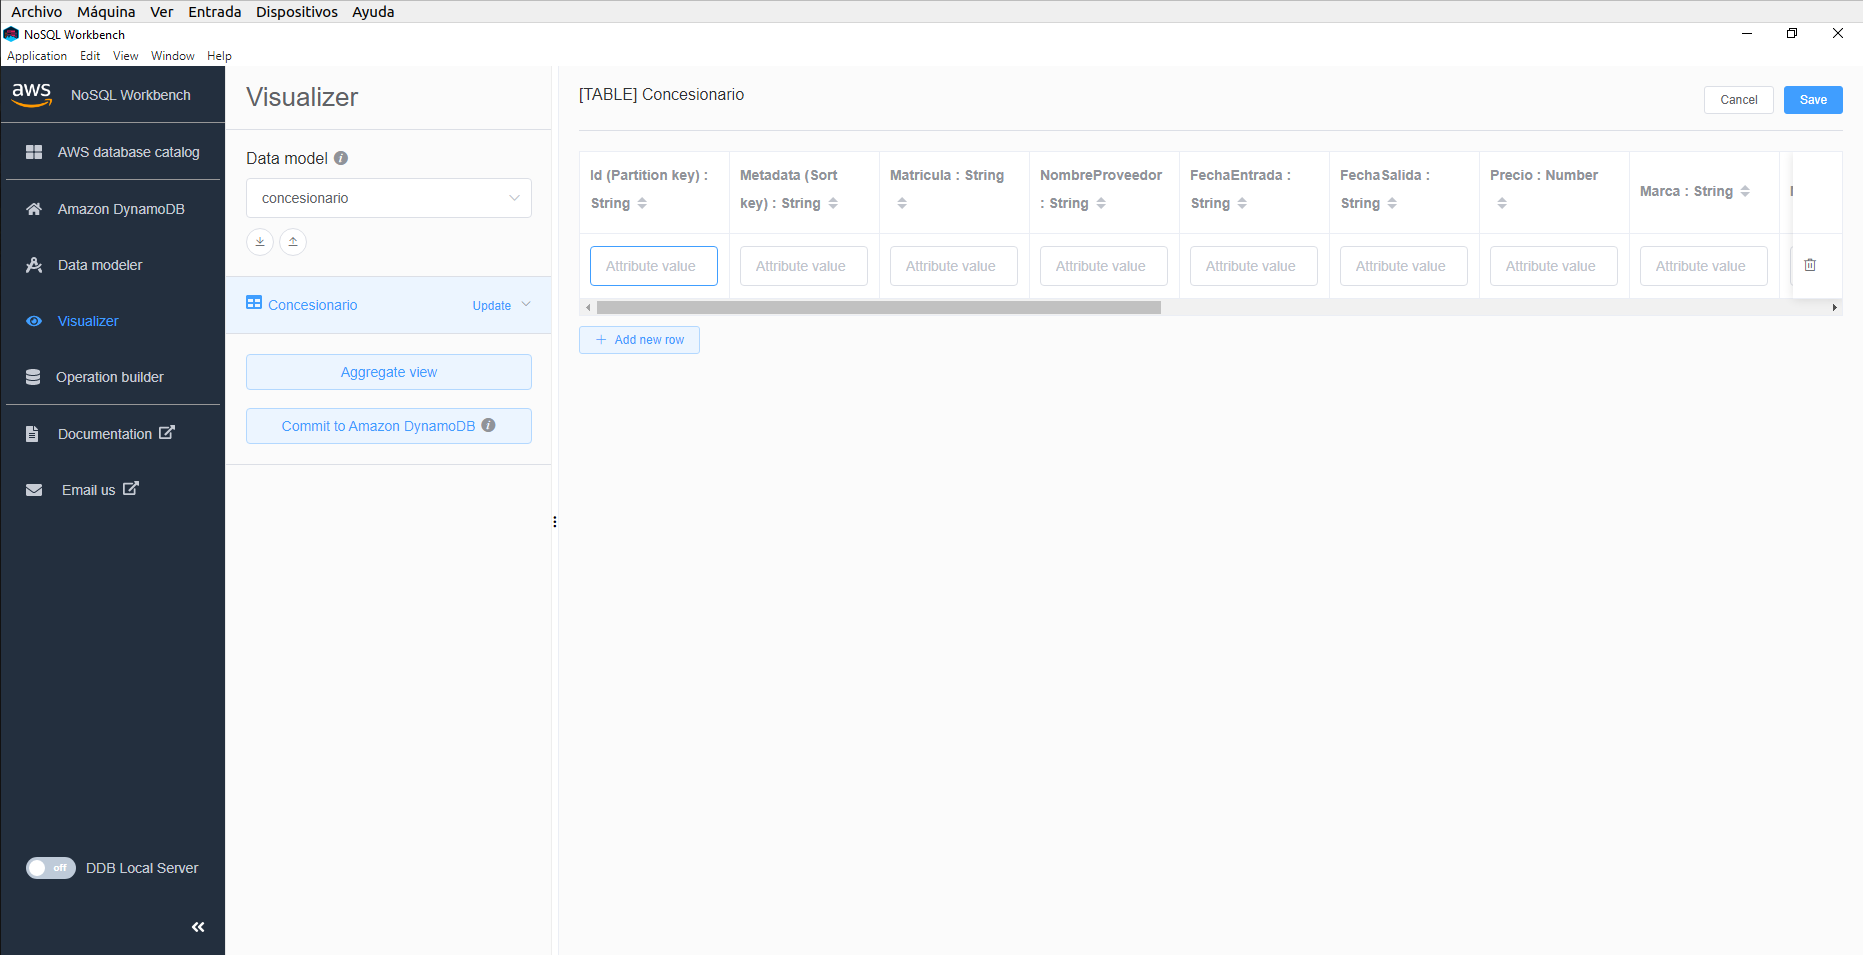 Archivo Máquina Ver Entrada Dispositivos Ayuda
NoSQL Workbench
Application Edit View Window Help
aws NoSQL Workbench
AWS database catalog
Amazon DynamoDB
Data modeler
Visualizer
Operation builder
Documentation
Email us
off DDB Local Server
Visualizer
Data model
concesionario
Concesionario Update
Aggregate view
Commit to Amazon DynamoDB
[TABLE] Concesionario
Cancel Save
Id (Partition key) :
String
Metadata (Sort
key) : String
Matricula : String
NombreProveedor
: String
FechaEntrada :
String
FechaSalida :
String
Precio : Number
Marca : String
Attribute value Attribute value Attribute value Attribute value Attribute value Attribute value Attribute value Attribute value
+ Add new row